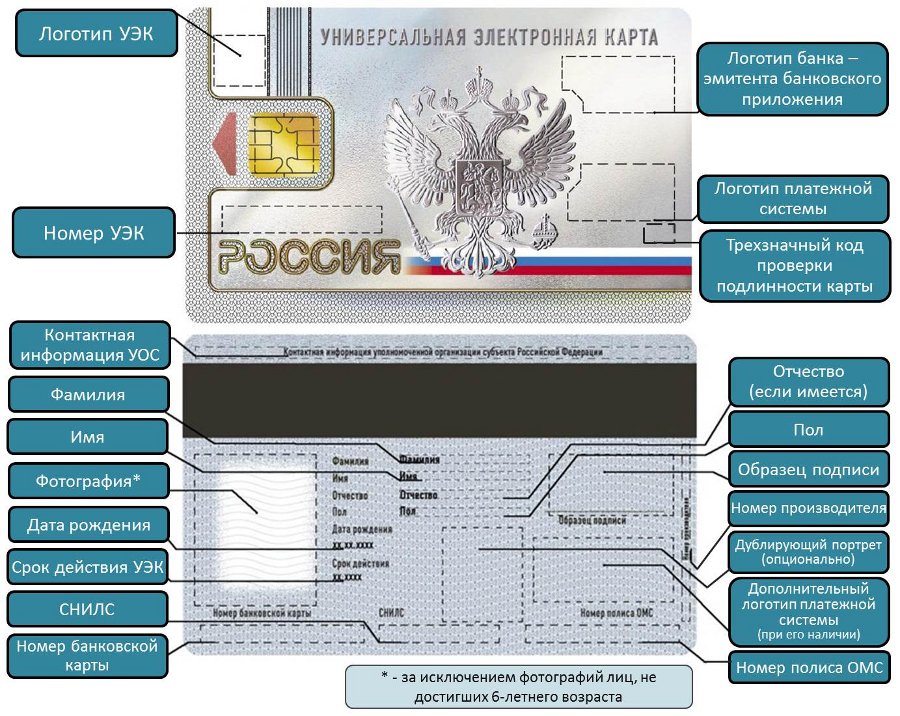 Логотип УЭК
УНИВЕРСАЛЬНАЯ ЭЛЕКТРОННАЯ КАРТА
Логотип банка –
эмитента банковского
приложения
Номер УЭК
Логотип платежной
системы
Трехзначный код
проверки
подлинности карты
РОССИЯ
Контактная
информация УОС
Контактная информация уполномоченной организации субъекта Российской Федерации
Фамилия
Имя
Фотография*
Дата рождения
Срок действия УЭК
СНИЛС
Номер банковской
карты
Фамилия Фамилия
Имя Имя
Отчество Отчество
Пол Пол
Дата рождения
xx.xx.xxxx
Срок действия
xx.xxxx
Образец подписи
Номер производителя
Номер банковской карты
СНИЛС
Номер полиса ОМС
Отчество
(если имеется)
Пол
Образец подписи
Номер производителя
Дублирующий портрет
(опционально)
Дополнительный
логотип платежной
системы
(при его наличии)
Номер полиса ОМС
* - за исключением фотографий лиц, не
достигших 6-летнего возраста